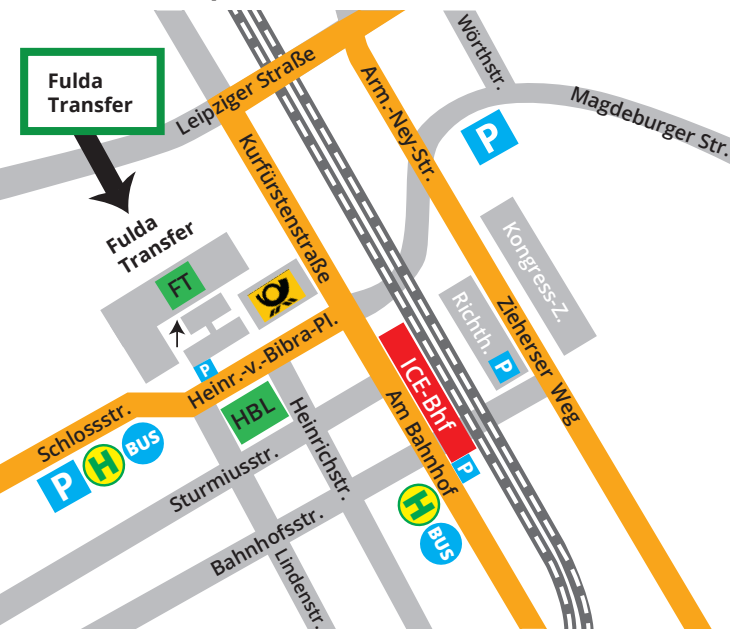 Fulda
Transfer
Leipziger Straße
Wörthstr.
Arm.-Ney-Str.
Magdeburger Str.
P
Kurfürstenstraße
Fulda
Transfer
FT
Kongress-Z.
Richth.
P
Zieherser Weg
Heinr.-v.-Bibra-Pl.
P
ICE-Bhf
HBL
Schlossstr.
P
H
BUS
Heinrichstr.
Am Bahnhof
P
Sturmiusstr.
H
BUS
Bahnhofsstr.
Lindenstr.